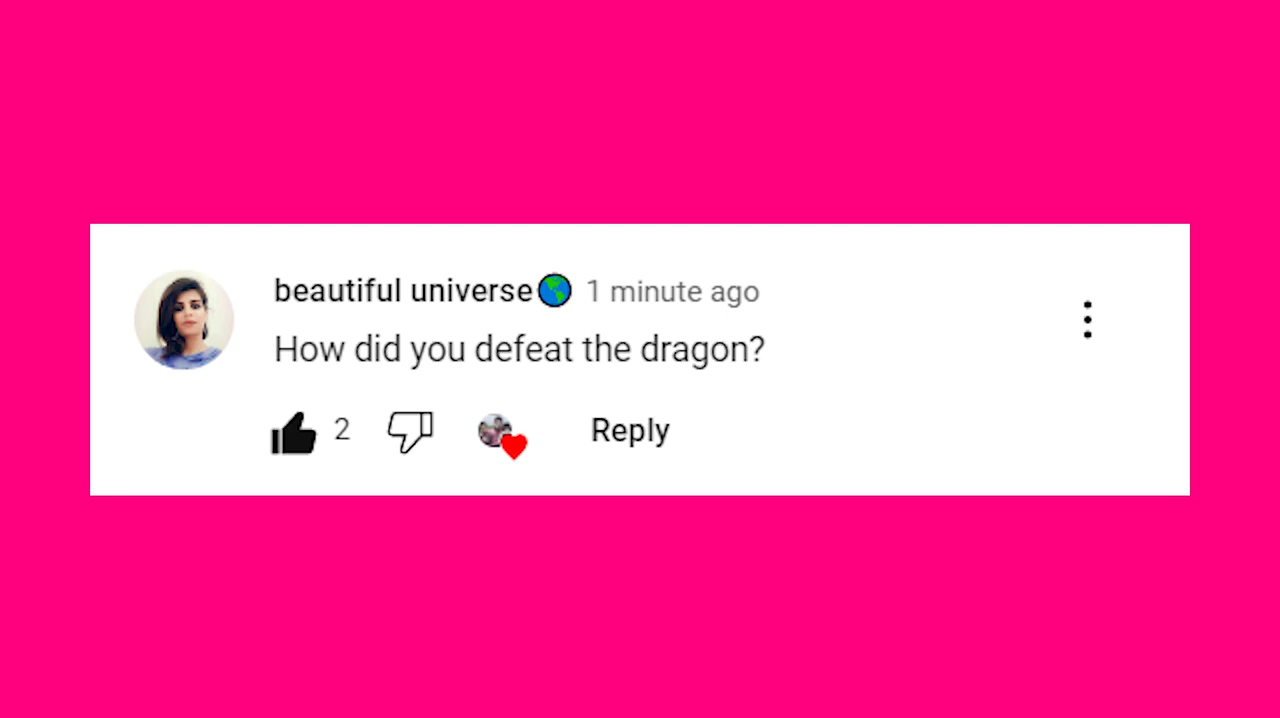 beautiful universe🌎 1 minute ago
How did you defeat the dragon?
2 Reply